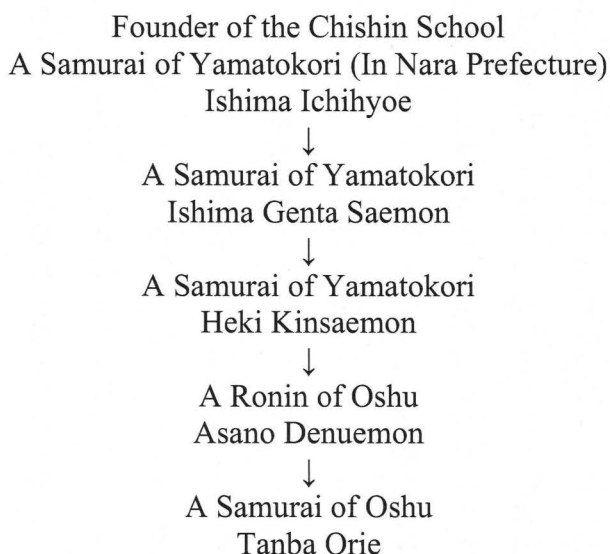 Founder of the Chishin School
A Samurai of Yamatokori (In Nara Prefecture)
Ishima Ichihyoe
↓
A Samurai of Yamatokori
Ishima Genta Saemon
↓
A Samurai of Yamatokori
Heki Kinsaemon
↓
A Ronin of Oshu
Asano Denuemon
↓
A Samurai of Oshu
Tanba Orie